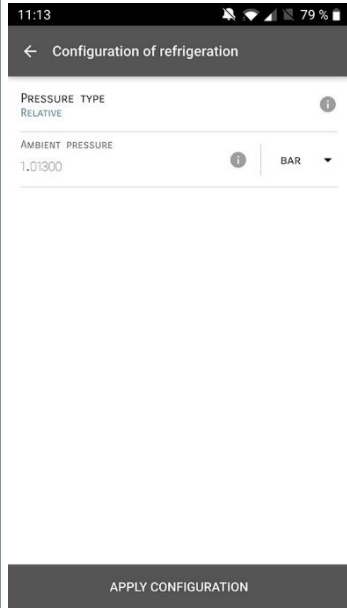 11:13 79 %
Configuration of refrigeration
PRESSURE TYPE
RELATIVE
AMBIENT PRESSURE
1.01300 BAR
APPLY CONFIGURATION